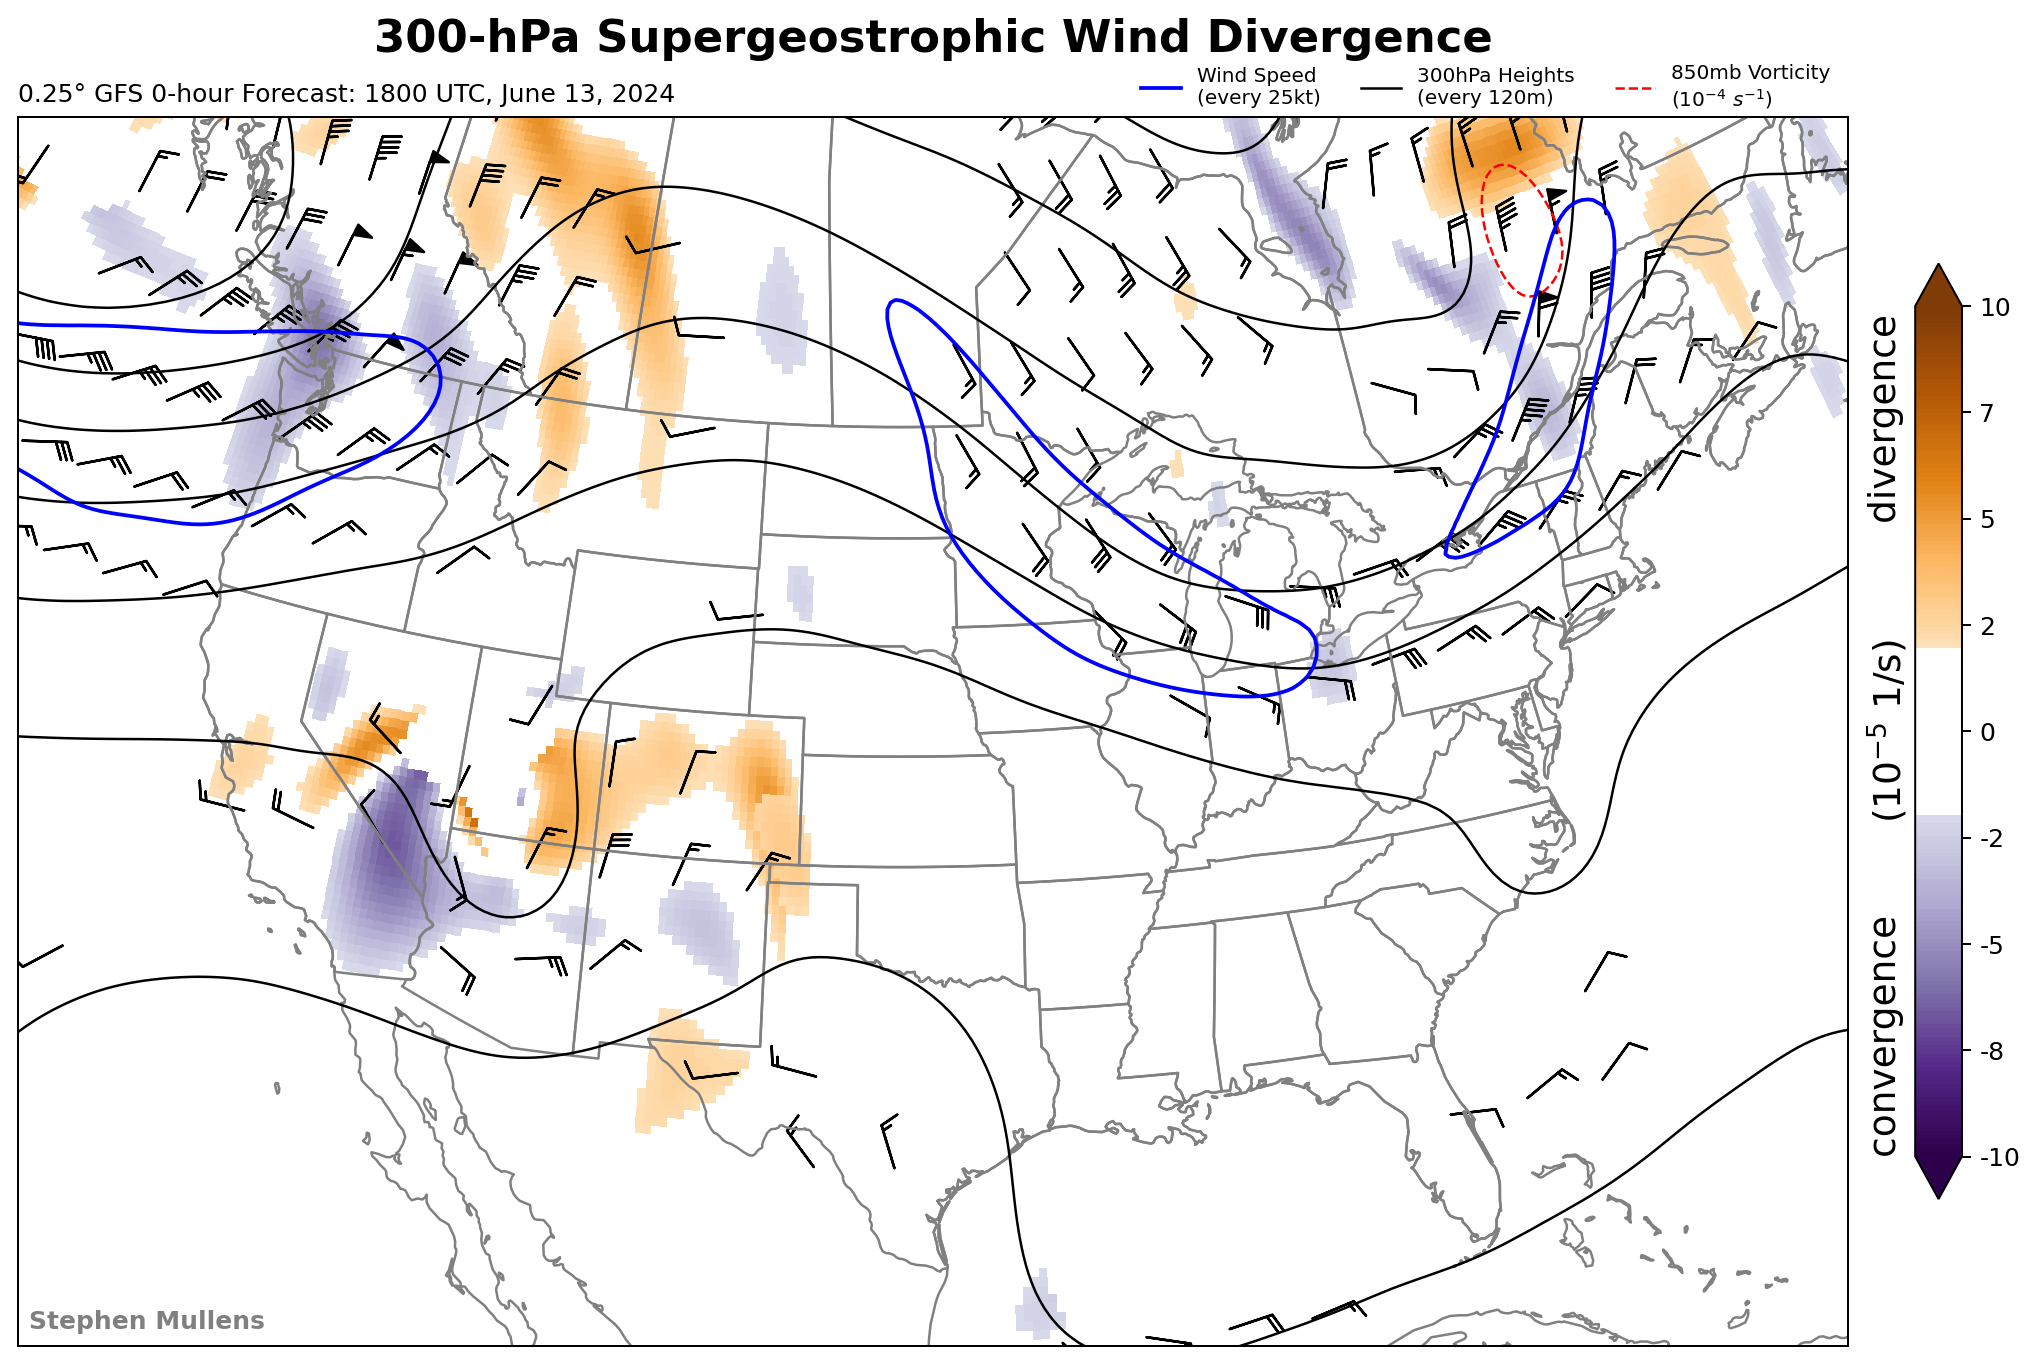 300-hPa Supergeostrophic Wind Divergence
0.25° GFS 0-hour Forecast: 1800 UTC, June 13, 2024
Wind Speed
(every 25kt)
300hPa Heights
(every 120m)
850mb Vorticity
(10⁻⁴ s⁻¹)
10
7
5
2
0
-2
-5
-8
-10
convergence (10⁻⁵ 1/s) divergence
Stephen Mullens